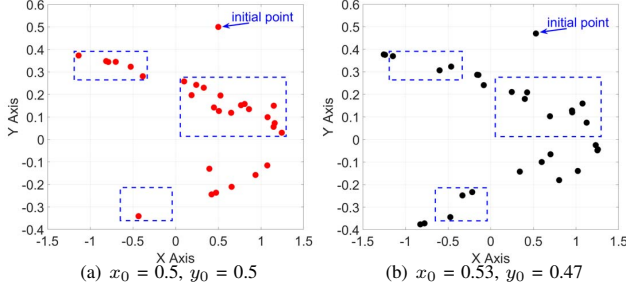 0.6
0.5
0.4
0.3
0.2
0.1
0
-0.1
-0.2
-0.3
-0.4
Y Axis
initial point
-1.5 -1 -0.5 0 0.5 1 1.5
X Axis
(a) x₀ = 0.5, y₀ = 0.5
0.6
0.5
0.4
0.3
0.2
0.1
0
-0.1
-0.2
-0.3
-0.4
Y Axis
initial point
-1.5 -1 -0.5 0 0.5 1 1.5
X Axis
(b) x₀ = 0.53, y₀ = 0.47